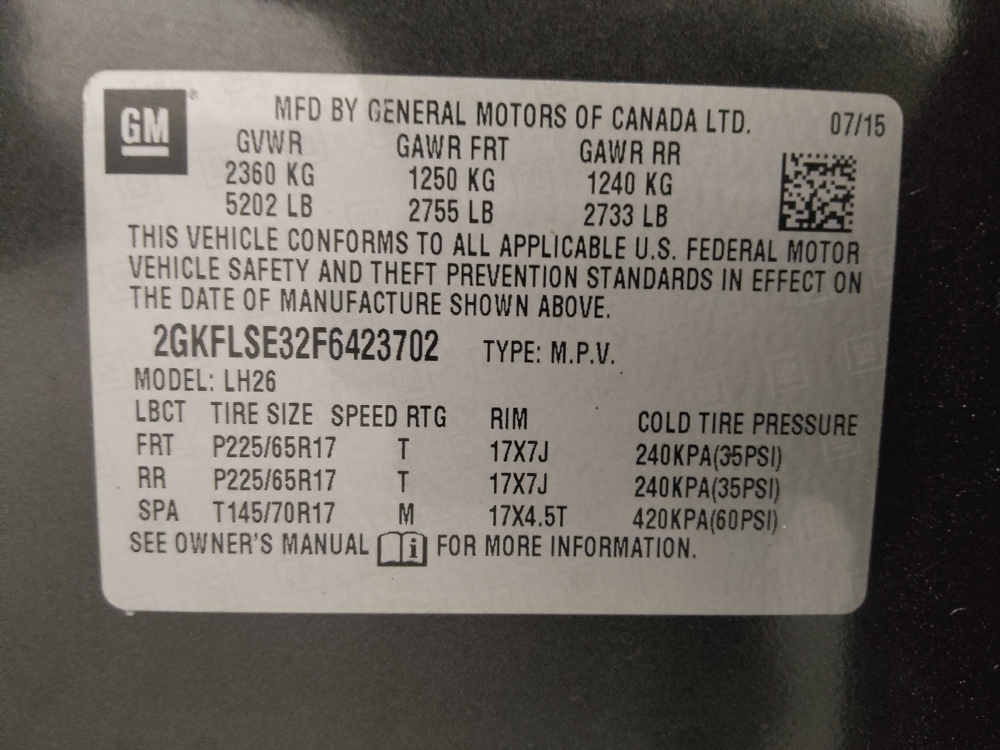 GM
MFD BY GENERAL MOTORS OF CANADA LTD. 07/15
GVWR GAWR FRT GAWR RR
2360 KG 1250 KG 1240 KG
5202 LB 2755 LB 2733 LB
THIS VEHICLE CONFORMS TO ALL APPLICABLE U.S. FEDERAL MOTOR
VEHICLE SAFETY AND THEFT PREVENTION STANDARDS IN EFFECT ON
THE DATE OF MANUFACTURE SHOWN ABOVE.
2GKFLSE32F6423702 TYPE: M.P.V.
MODEL: LH26
LBCT TIRE SIZE SPEED RTG RIM COLD TIRE PRESSURE
FRT P225/65R17 T 17X7J 240KPA(35PSI)
RR P225/65R17 T 17X7J 240KPA(35PSI)
SPA T145/70R17 M 17X4.5T 420KPA(60PSI)
SEE OWNER'S MANUAL i FOR MORE INFORMATION.